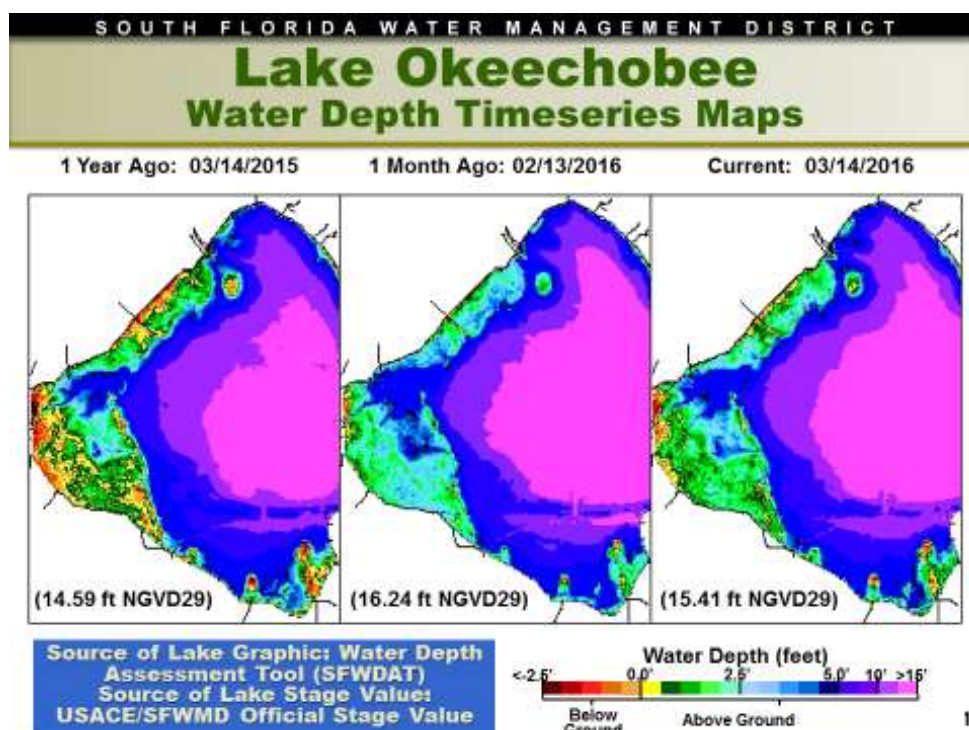 SOUTH FLORIDA WATER MANAGEMENT DISTRICT
Lake Okeechobee
Water Depth Timeseries Maps
1 Year Ago: 03/14/2015 1 Month Ago: 02/13/2016 Current: 03/14/2016
(14.59 ft NGVD29) (16.24 ft NGVD29) (15.41 ft NGVD29)
Source of Lake Graphic: Water Depth
Assessment Tool (SFWDAT)
Source of Lake Stage Value:
USACE/SFWMD Official Stage Value
Water Depth (feet)
<-2.5' 0.0' 2.5' 5.0' 10' >15'
Below Above Ground
Ground
1